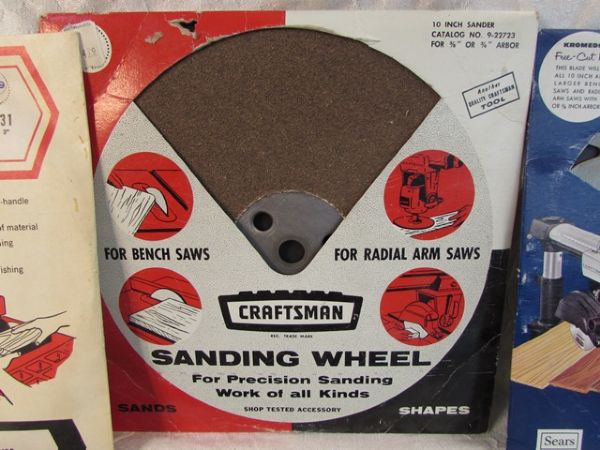 10 INCH SANDER
CATALOG NO. 9-22723
FOR ⅝" OR ¾" ARBOR
Another
QUALITY CRAFTSMAN
TOOL
FOR BENCH SAWS
FOR RADIAL ARM SAWS
CRAFTSMAN
REG. TRADE MARK
SANDING WHEEL
For Precision Sanding
Work of all Kinds
SANDS
SHOP TESTED ACCESSORY
SHAPES
31
-handle
of material
ning
ishing
KROMED
Free-Cut
THIS BLADE WILL
ALL 10 INCH A
LARGER BEN
SAWS AND RADI
ARM SAWS WITH
OR ⅝ INCH ARBOR
Sears